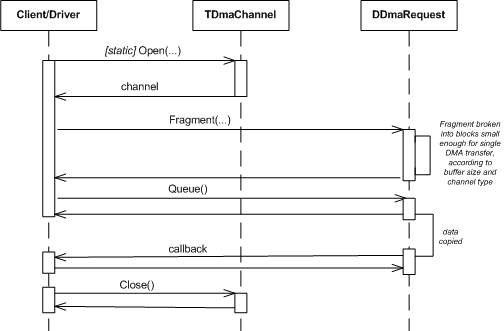 Client/Driver TDmaChannel DDmaRequest
[static] Open(...)
channel
Fragment(...)
Fragment broken
into blocks small
enough for single
DMA transfer,
according to
buffer size and
channel type
Queue()
data
copied
callback
Close()